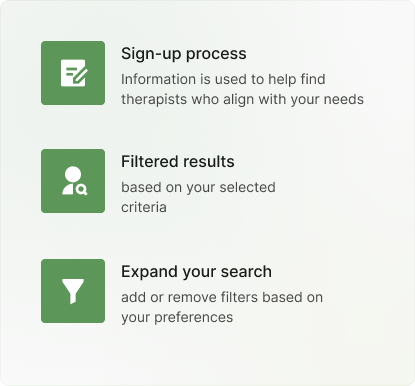 Sign-up process
Information is used to help find
therapists who align with your needs
Filtered results
based on your selected
criteria
Expand your search
add or remove filters based on
your preferences